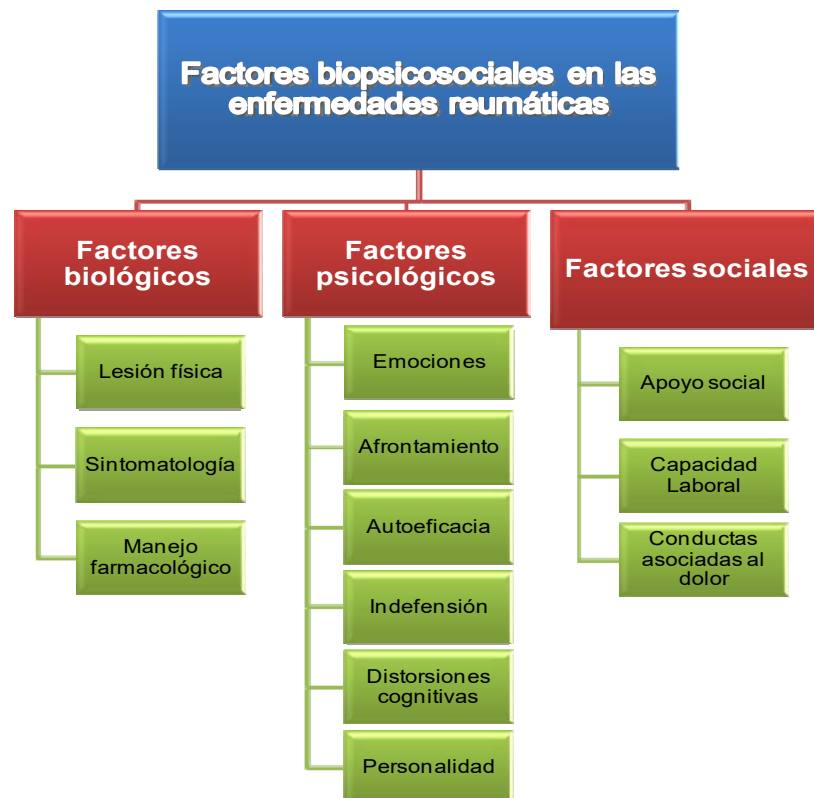 Factores biopsicosociales en las
enfermedades reumáticas
Factores
biológicos
Lesión física
Sintomatología
Manejo
farmacológico
Factores
psicológicos
Emociones
Afrontamiento
Autoeficacia
Indefensión
Distorsiones
cognitivas
Personalidad
Factores sociales
Apoyo social
Capacidad
Laboral
Conductas
asociadas al
dolor